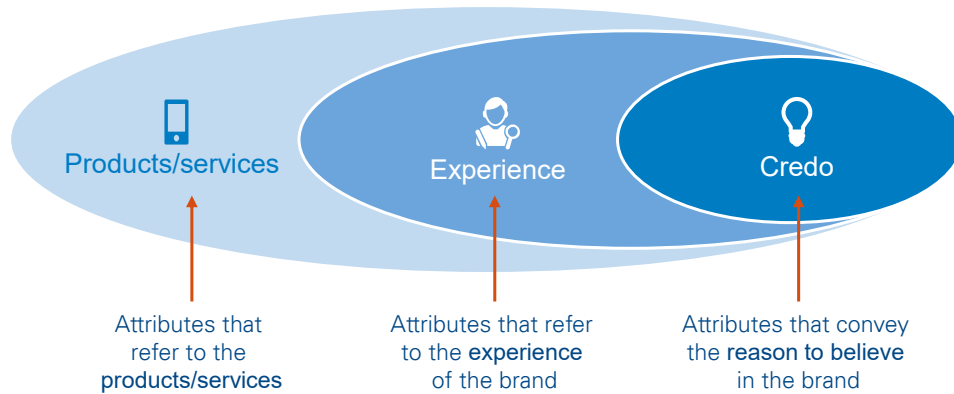 Products/services
Experience
Credo
Attributes that
refer to the
products/services
Attributes that refer
to the experience
of the brand
Attributes that convey
the reason to believe
in the brand